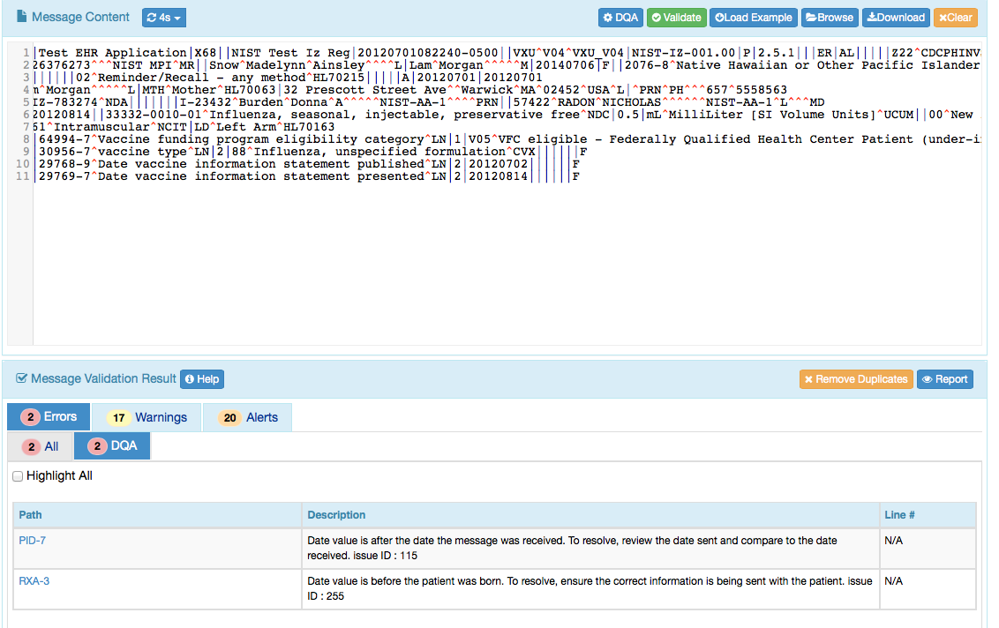 Message Content 4s DQA Validate Load Example Browse Download Clear
1 |Test EHR Application|X68||NIST Test Iz Reg|20120701082240-0500||VXU^V04^VXU_V04|NIST-IZ-001.00|P|2.5.1|||ER|AL|||||Z22^CDCPHINV
2 26376273^^^NIST MPI^MR||Snow^Madelynn^Ainsley^^^^L|Lam^Morgan^^^^^M|20140706|F||2076-8^Native Hawaiian or Other Pacific Islander
3 ||||||02^Reminder/Recall - any method^HL70215|||||A|20120701|20120701
4 m^Morgan^^^^^L|MTH^Mother^HL70063|32 Prescott Street Ave^^Warwick^MA^02452^USA^L|^PRN^PH^^^657^5558563
5 IZ-783274^NDA|||||||I-23432^Burden^Donna^A^^^^^NIST-AA-1^^^^PRN||57422^RADON^NICHOLAS^^^^^^NIST-AA-1^L^^^MD
6 20120814||33332-0010-01^Influenza, seasonal, injectable, preservative free^NDC|0.5|mL^MilliLiter [SI Volume Units]^UCUM||00^New
7 61^Intramuscular^NCIT|LD^Left Arm^HL70163
8 |64994-7^Vaccine funding program eligibility category^LN|1|V05^VFC eligible - Federally Qualified Health Center Patient (under-i
9 |30956-7^vaccine type^LN|2|88^Influenza, unspecified formulation^CVX||||||F
10 |29768-9^Date vaccine information statement published^LN|2|20120702||||||F
11 |29769-7^Date vaccine information statement presented^LN|2|20120814||||||F
Message Validation Result Help Remove Duplicates Report
2 Errors 17 Warnings 20 Alerts
2 All 2 DQA
Highlight All
Path Description Line #
PID-7 Date value is after the date the message was received. To resolve, review the date sent and compare to the date N/A
received. issue ID : 115
RXA-3 Date value is before the patient was born. To resolve, ensure the correct information is being sent with the patient. issue N/A
ID : 255